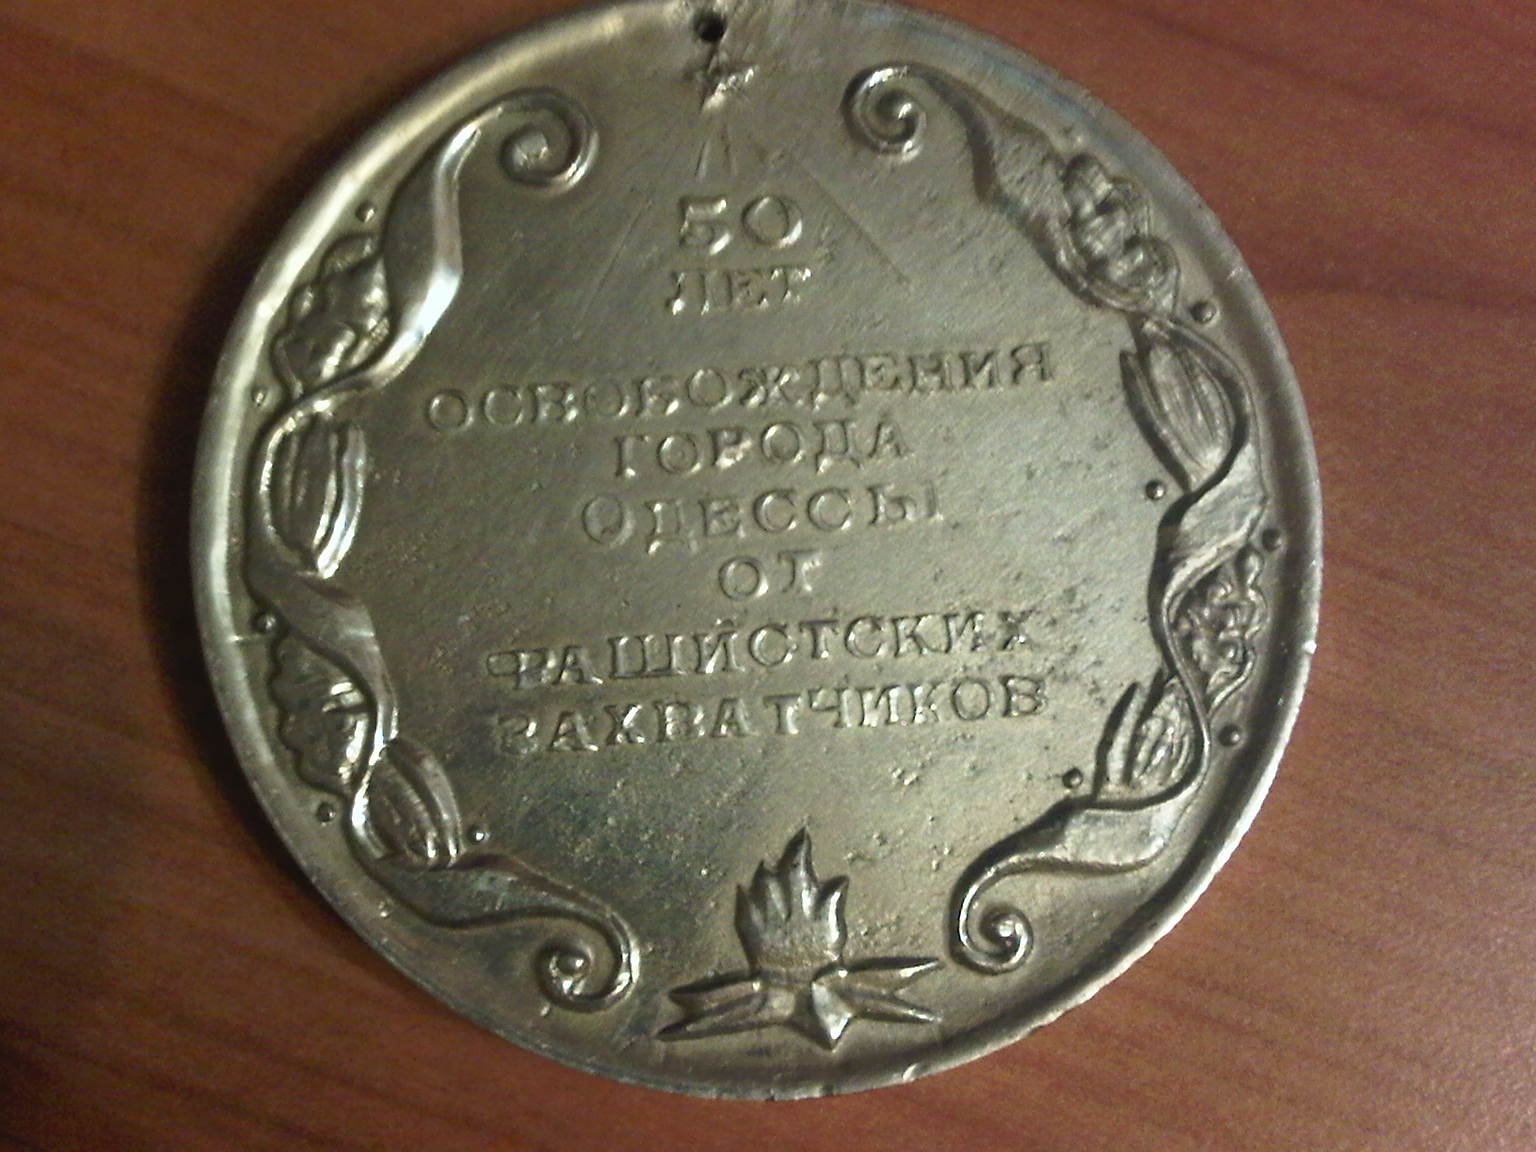 50
ЛЕТ
ОСВОБОЖДЕНИЯ
ГОРОДА
ОДЕССЫ
ОТ
ФАШИСТСКИХ
ЗАХВАТЧИКОВ